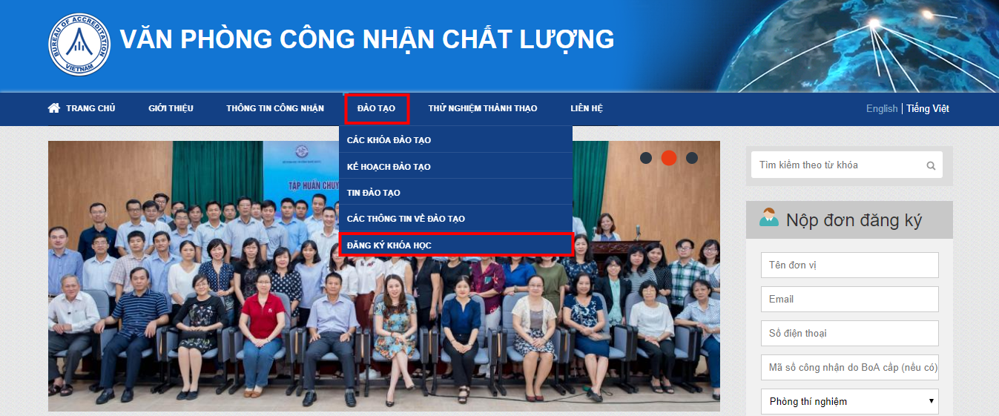 BUREAU OF ACCREDITATION
VIETNAM
VĂN PHÒNG CÔNG NHẬN CHẤT LƯỢNG
TRANG CHỦ
GIỚI THIỆU
THÔNG TIN CÔNG NHẬN
ĐÀO TẠO
THỬ NGHIỆM THÀNH THẠO
LIÊN HỆ
English | Tiếng Việt
CÁC KHÓA ĐÀO TẠO
KẾ HOẠCH ĐÀO TẠO
TIN ĐÀO TẠO
CÁC THÔNG TIN VỀ ĐÀO TẠO
ĐĂNG KÝ KHÓA HỌC
TẬP HUẤN CHUY
Tìm kiếm theo từ khóa
Nộp đơn đăng ký
Tên đơn vị
Email
Số điện thoại
Mã số công nhận do BoA cấp (nếu có)
Phòng thí nghiệm